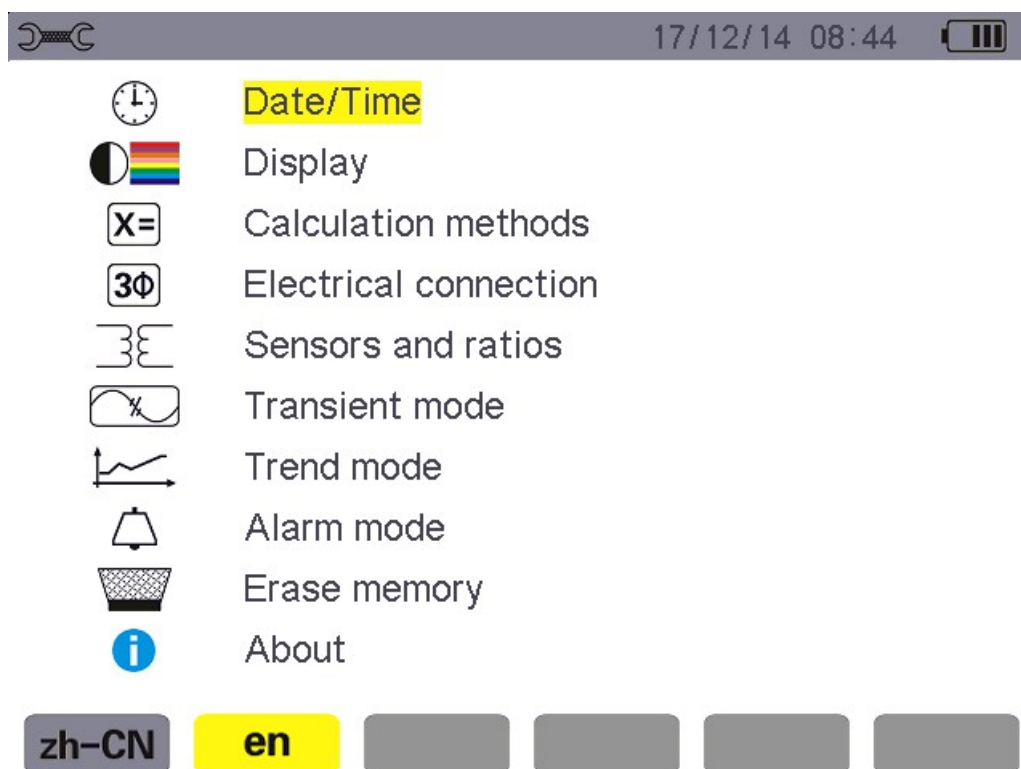 17/12/14 08:44
Date/Time
Display
X= Calculation methods
3Φ Electrical connection
Sensors and ratios
Transient mode
Trend mode
Alarm mode
Erase memory
i About
zh-CN en